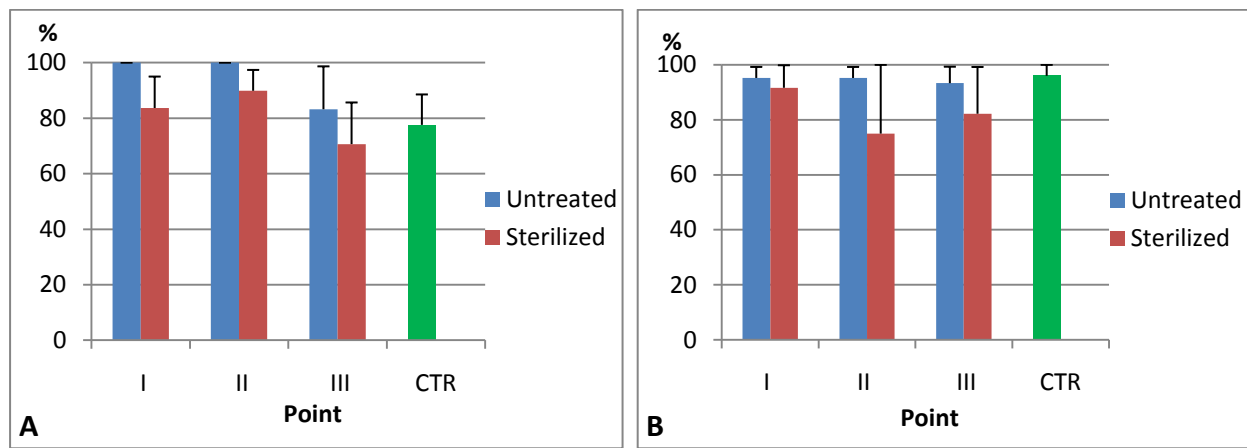 %
100
80
60
40
20
0
I II III CTR
Point
A
Untreated
Sterilized
%
100
80
60
40
20
0
I II III CTR
Point
B
Untreated
Sterilized